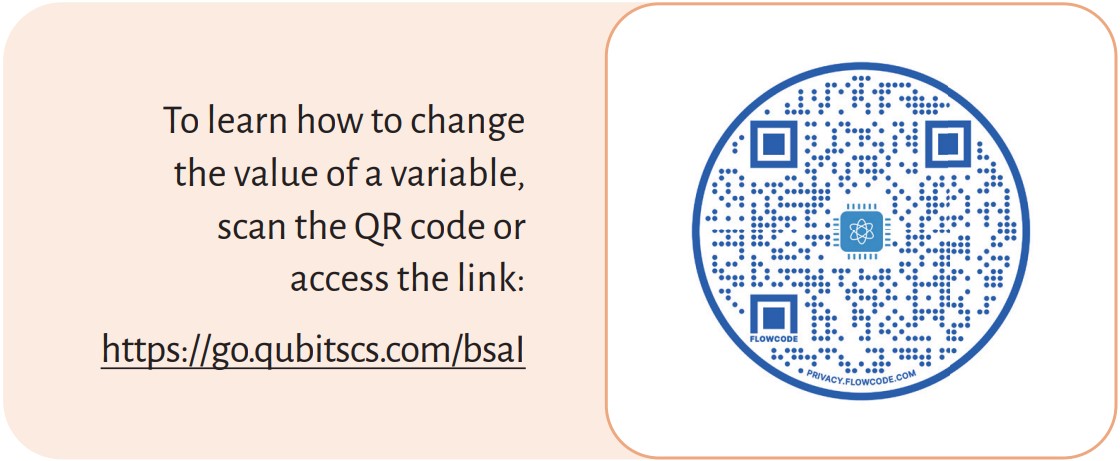 To learn how to change
the value of a variable,
scan the QR code or
access the link:
https://go.qubitscs.com/bsaI
FLOWCODE
PRIVACY.FLOWCODE.COM